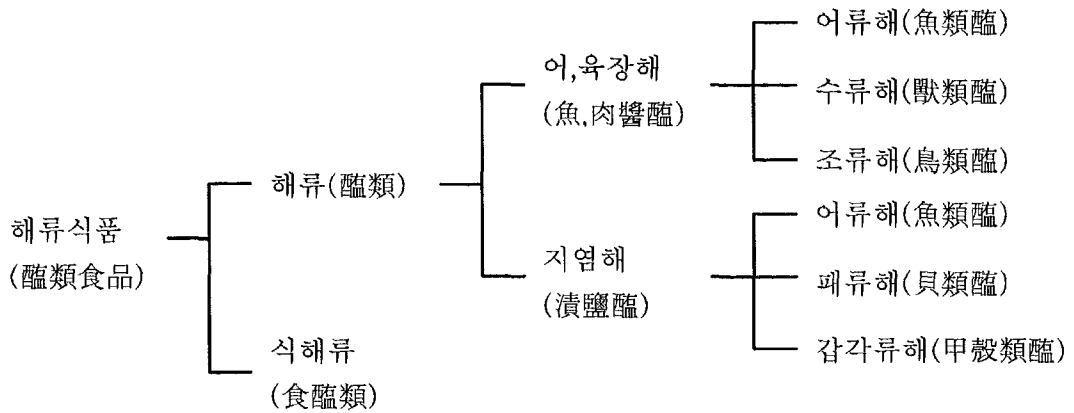 해류식품
(醢類食品)
해류(醢類)
식해류
(食醢類)
어,육장해
(魚,肉醬醢)
지염해
(漬鹽醢)
어류해(魚類醢)
수류해(獸類醢)
조류해(鳥類醢)
어류해(魚類醢)
패류해(貝類醢)
갑각류해(甲殼類醢)